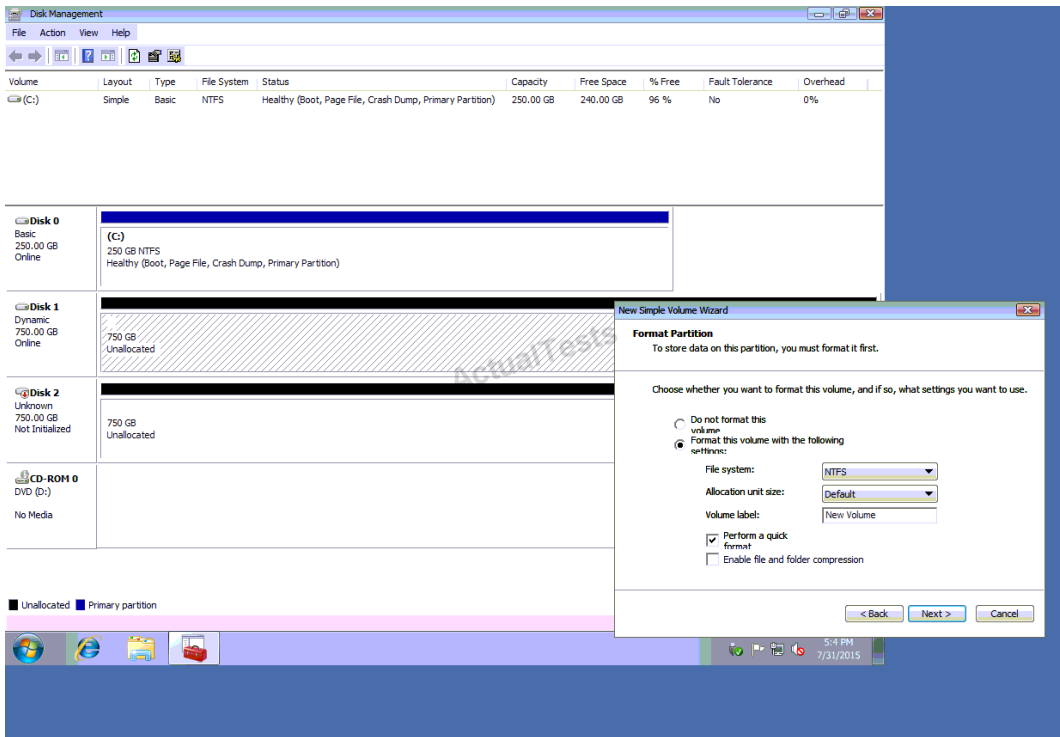 Disk Management
File Action View Help
Volume Layout Type File System Status Capacity Free Space % Free Fault Tolerance Overhead
(C:) Simple Basic NTFS Healthy (Boot, Page File, Crash Dump, Primary Partition) 250.00 GB 240.00 GB 96 % No 0%
Disk 0
Basic
250.00 GB
Online
(C:)
250 GB NTFS
Healthy (Boot, Page File, Crash Dump, Primary Partition)
Disk 1
Dynamic
750.00 GB
Online
750 GB
Unallocated
ActualTests
Disk 2
Unknown
750.00 GB
Not Initialized
750 GB
Unallocated
CD-ROM 0
DVD (D:)
No Media
Unallocated Primary partition
New Simple Volume Wizard
Format Partition
To store data on this partition, you must format it first.
Choose whether you want to format this volume, and if so, what settings you want to use.
Do not format this
volume
Format this volume with the following
settings:
File system: NTFS
Allocation unit size: Default
Volume label: New Volume
Perform a quick
format
Enable file and folder compression
< Back Next > Cancel
5:4 PM
7/31/2015